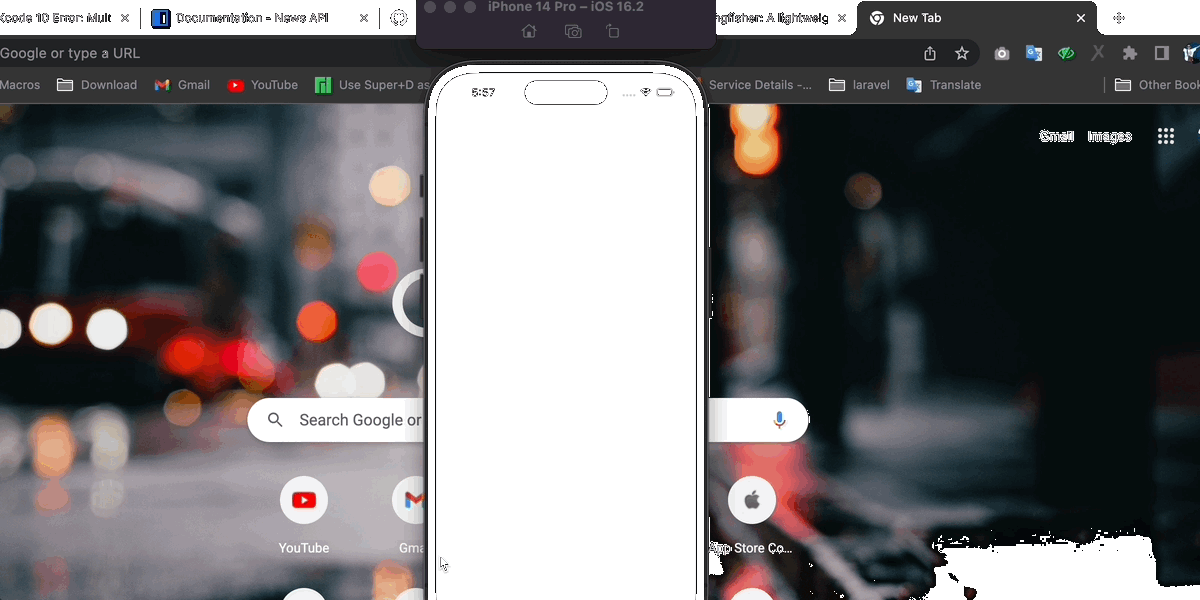 iPhone 14 Pro – iOS 16.2
Xcode 10 Error: Mult
Documentation - News API
ngfisher: A lightweig
New Tab
Google or type a URL
Macros
Download
Gmail
YouTube
Use Super+D as
Service Details -...
laravel
Translate
Other Book
5:57
Gmail
Images
Search Google or
YouTube
Gma
App Store Co...